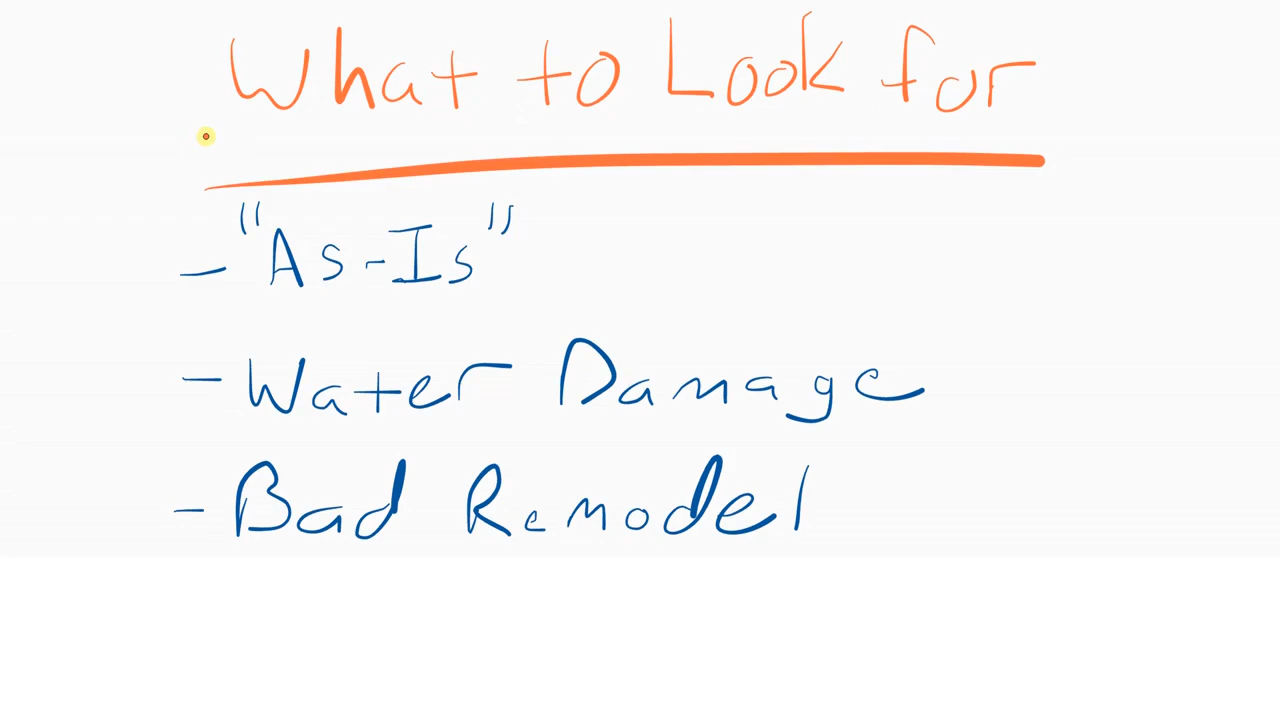 What to Look for
- "As-Is"
- Water Damage
- Bad Remodel